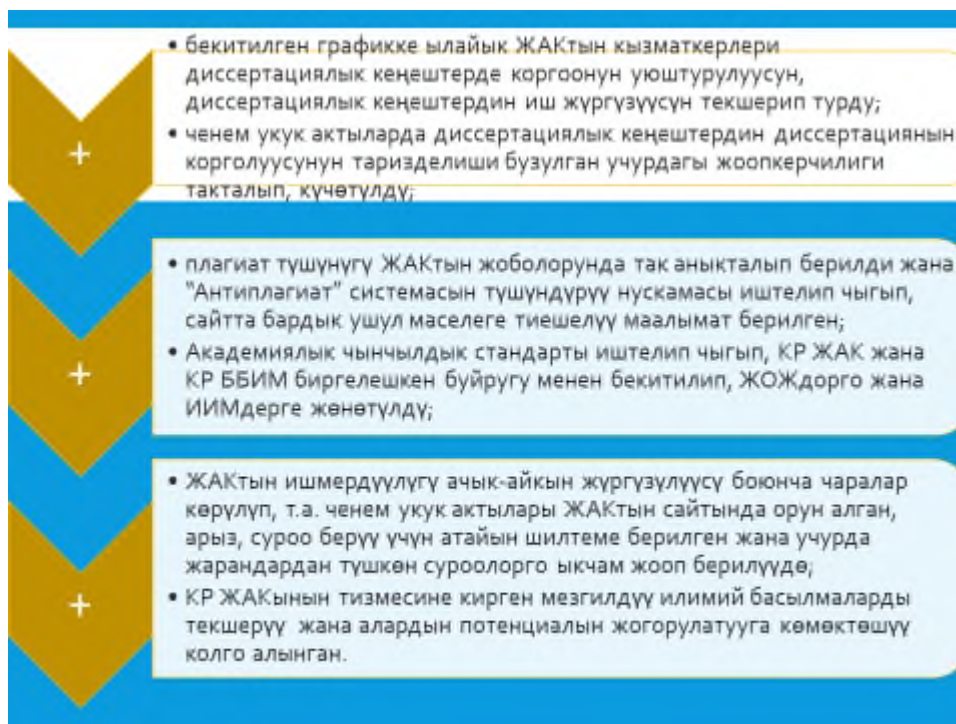 • бекитилген графикке ылайык ЖАКтын кызматкерлери
диссертациялык кеңештерде коргоонун уюштурулуусун,
диссертациялык кеңештердин иш жүргүзүүсүн текшерип турду;
• ченем укук актыларда диссертациялык кеңештердин диссертациянын
корголуусунун таризделиши бузулган учурдагы жоопкерчилиги
такталып, күчөтүлдү;
+
• плагиат түшүнүгү ЖАКтын жоболорунда так аныкталып берилди жана
"Антиплагиат" системасын түшүндүрүү нускамасы иштелип чыгып,
сайтта бардык ушул маселеге тиешелүү маалымат берилген;
• Академиялык чынчылдык стандарты иштелип чыгып, КР ЖАК жана
КР ББИМ биргелешкен буйругу менен бекитилип, ЖОЖдорго жана
ИИМдерге жөнөтүлдү;
+
• ЖАКтын ишмердүүлүгү ачык-айкын жүргүзүлүүсү боюнча чаралар
көрүлүп, т.а. ченем укук актылары ЖАКтын сайтында орун алган,
арыз, суроо берүү үчүн атайын шилтеме берилген жана учурда
жарандардан түшкөн суроолорго ыкчам жооп берилүүдө;
• КР ЖАКынын тизмесине кирген мезгилдүү илимий басылмаларды
текшерүү жана алардын потенциалын жогорулатууга көмөктөшүү
колго алынган.
+